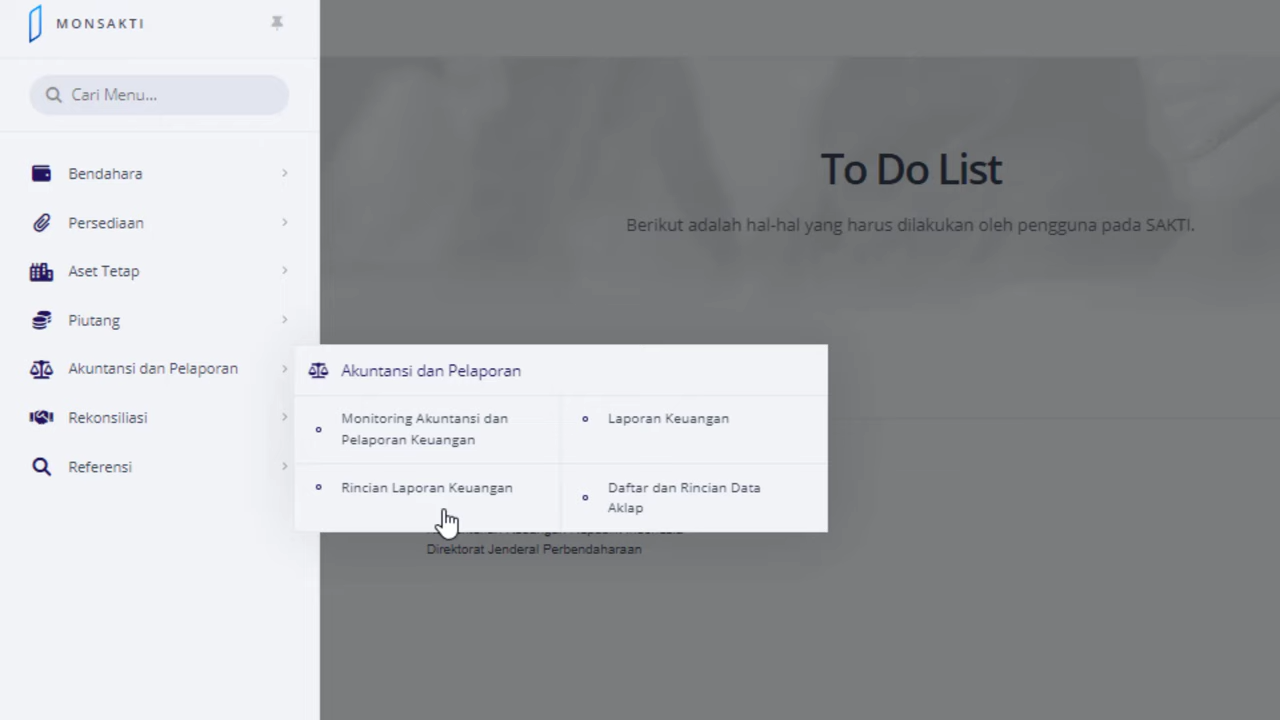 MONSAKTI
Cari Menu...
Bendahara
Persediaan
Aset Tetap
Piutang
Akuntansi dan Pelaporan
Rekonsiliasi
Referensi
To Do List
Berikut adalah hal-hal yang harus dilakukan oleh pengguna pada SAKTI.
Akuntansi dan Pelaporan
Monitoring Akuntansi dan
Pelaporan Keuangan
Laporan Keuangan
Rincian Laporan Keuangan
Daftar dan Rincian Data
Aklap
Direktorat Jenderal Perbendaharaan